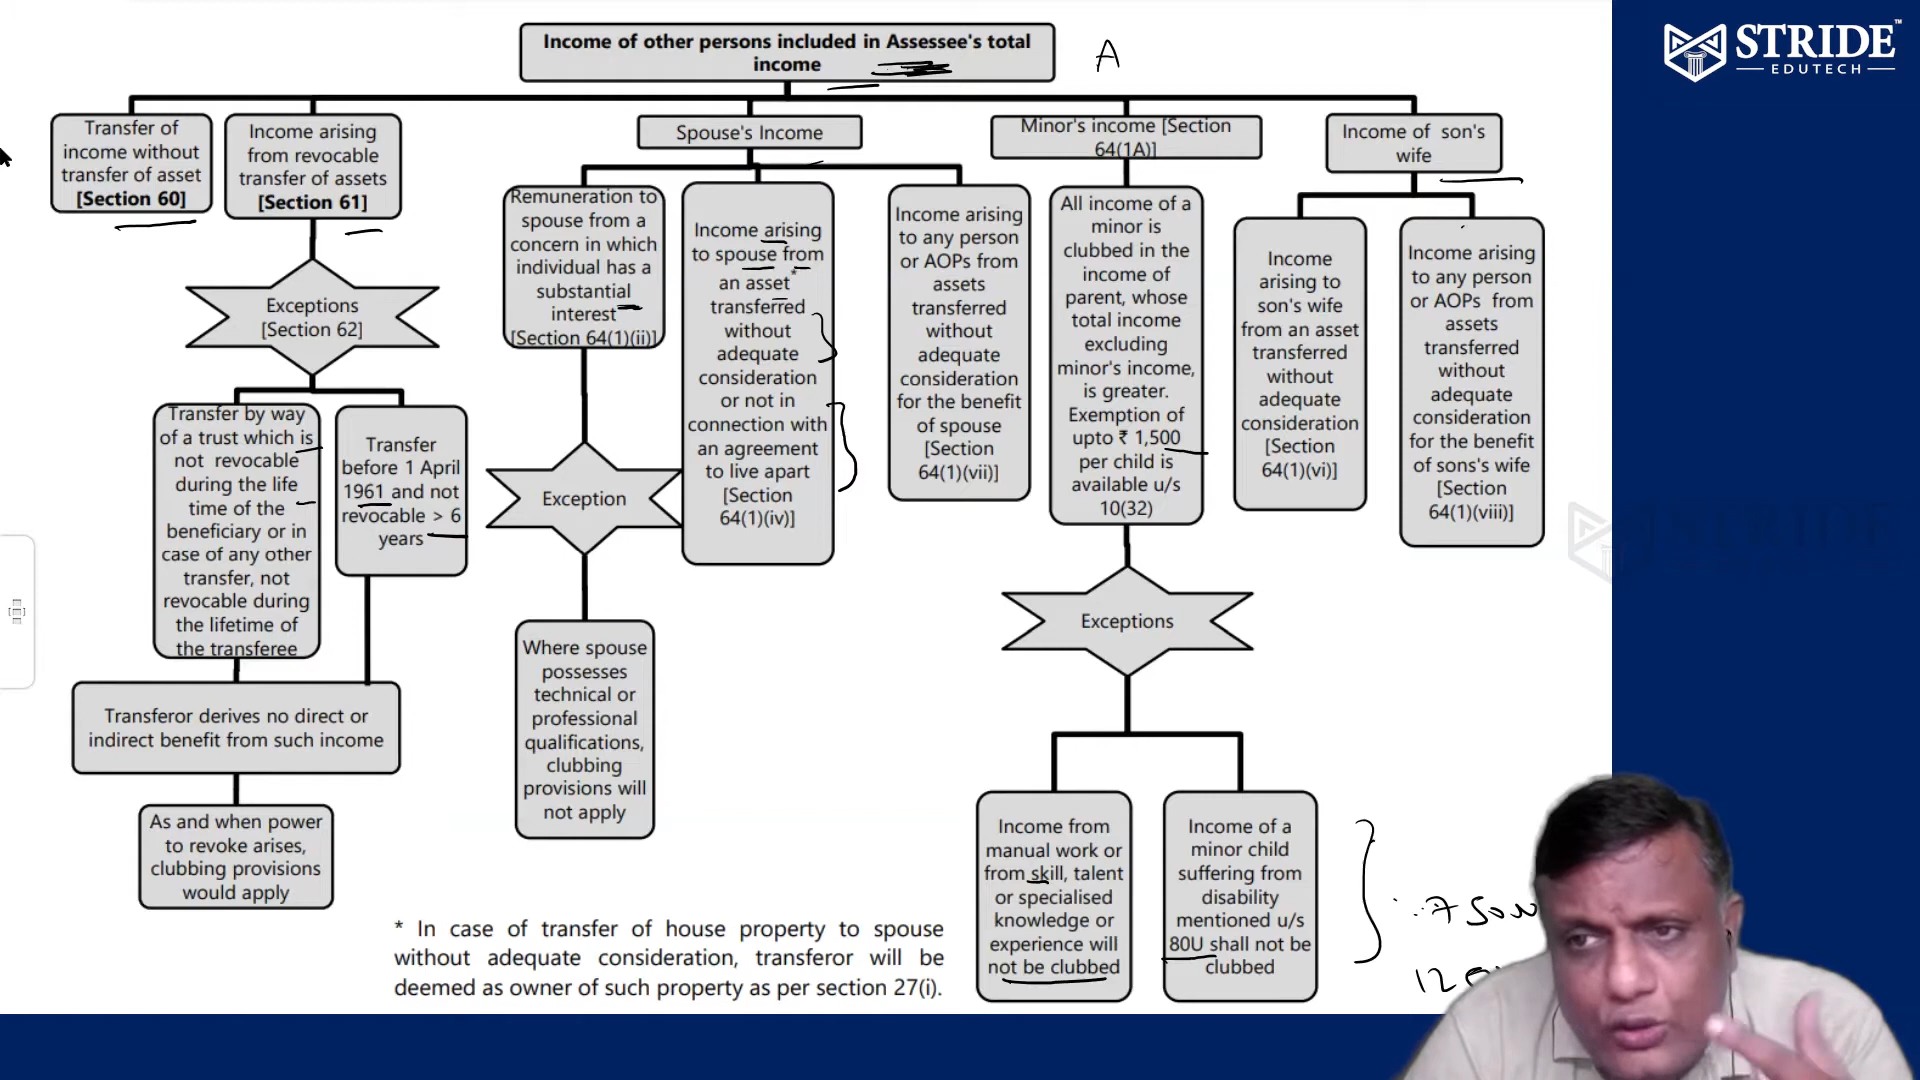 Income of other persons included in Assessee's total
income
A
STRIDE™
EDUTECH
Transfer of
income without
transfer of asset
[Section 60]
Income arising
from revocable
transfer of assets
[Section 61]
Spouse's Income
Minor's income [Section
64(1A)]
Income of son's
wife
Exceptions
[Section 62]
Remuneration to
spouse from a
concern in which
individual has a
substantial
interest
[Section 64(1)(ii)]
Income arising
to spouse from
an asset*
transferred
without
adequate
consideration
or not in
connection with
an agreement
to live apart
[Section
64(1)(iv)]
Income arising
to any person
or AOPs from
assets
transferred
without
adequate
consideration
for the benefit
of spouse
[Section
64(1)(vii)]
All income of a
minor is
clubbed in the
income of
parent, whose
total income
excluding
minor's income,
is greater.
Exemption of
upto ₹ 1,500
per child is
available u/s
10(32)
Income
arising to
son's wife
from an asset
transferred
without
adequate
consideration
[Section
64(1)(vi)]
Income arising
to any person
or AOPs from
assets
transferred
without
adequate
consideration
for the benefit
of sons's wife
[Section
64(1)(viii)]
Transfer by way
of a trust which is
not revocable
during the life
time of the
beneficiary or in
case of any other
transfer, not
revocable during
the lifetime of
the transferee
Transfer
before 1 April
1961 and not
revocable > 6
years
Exception
Exceptions
Transferor derives no direct or
indirect benefit from such income
Where spouse
possesses
technical or
professional
qualifications,
clubbing
provisions will
not apply
As and when power
to revoke arises,
clubbing provisions
would apply
Income from
manual work or
from skill, talent
or specialised
knowledge or
experience will
not be clubbed
Income of a
minor child
suffering from
disability
mentioned u/s
80U shall not be
clubbed
* In case of transfer of house property to spouse
without adequate consideration, transferor will be
deemed as owner of such property as per section 27(i).
STRIDE